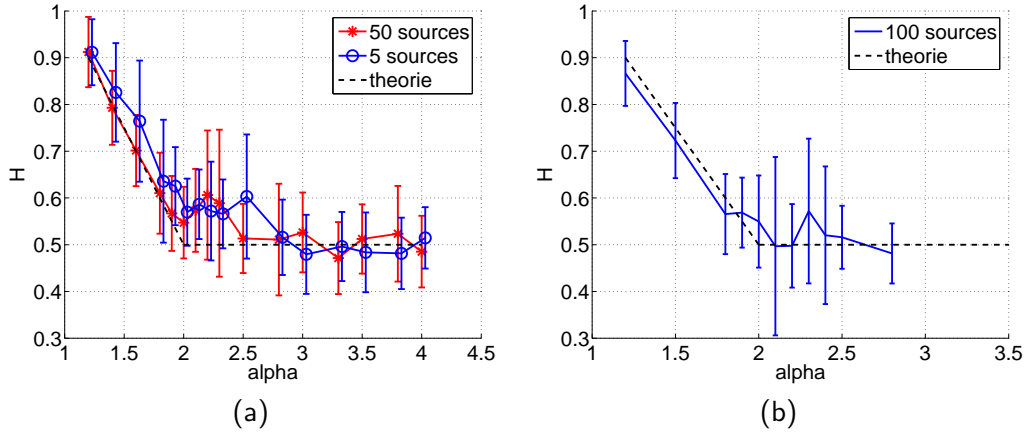 1
0.9
0.8
0.7
0.6
0.5
0.4
0.3
H
1 1.5 2 2.5 3 3.5 4 4.5
alpha
50 sources
5 sources
theorie
(a)
1
0.9
0.8
0.7
0.6
0.5
0.4
0.3
H
1 1.5 2 2.5 3 3.5
alpha
100 sources
theorie
(b)